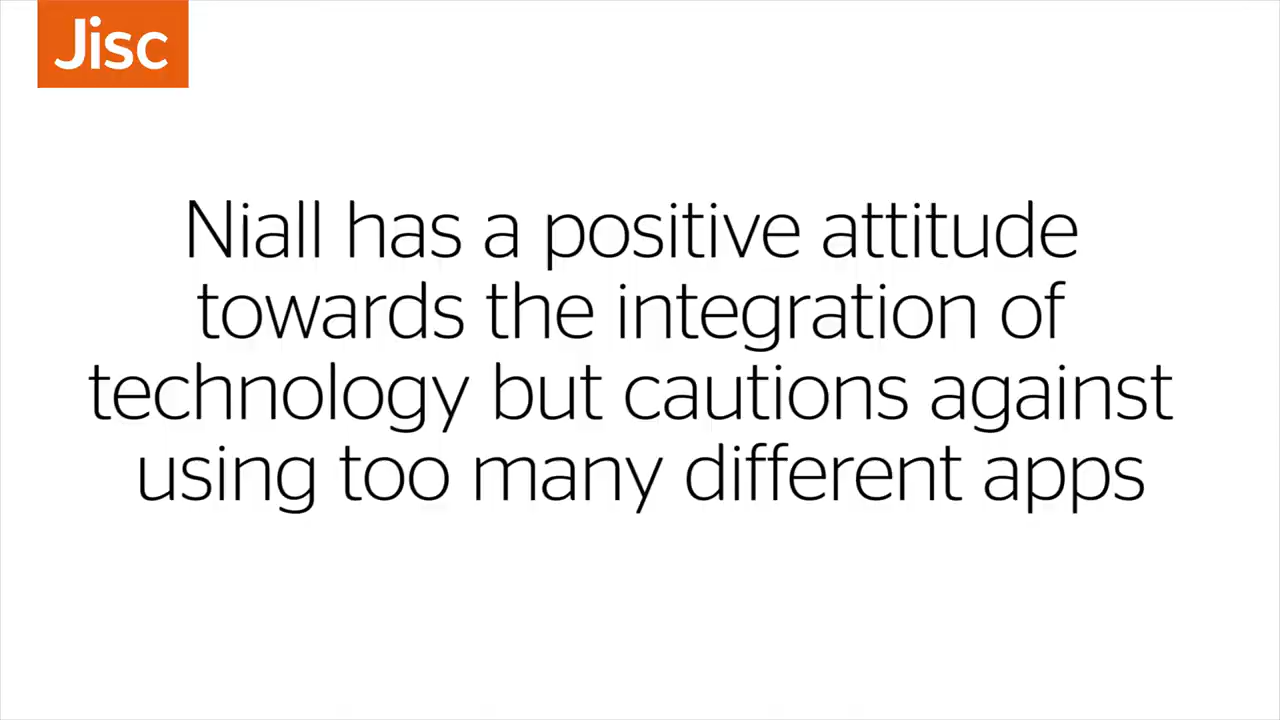 Jisc
Niall has a positive attitude
towards the integration of
technology but cautions against
using too many different apps